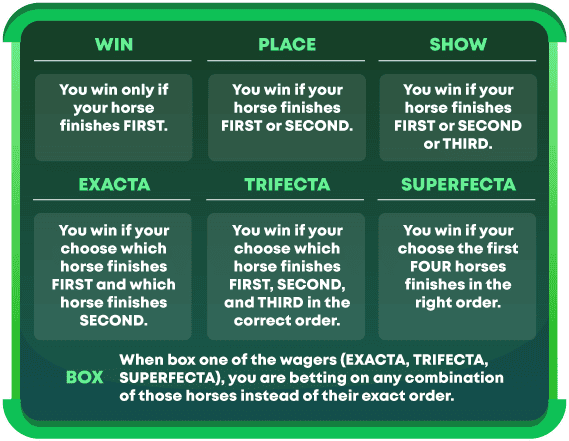 WIN
You win only if
your horse
finishes FIRST.
PLACE
You win if your
horse finishes
FIRST or SECOND.
SHOW
You win if your
horse finishes
FIRST or SECOND
or THIRD.
EXACTA
You win if your
choose which
horse finishes
FIRST and which
horse finishes
SECOND.
TRIFECTA
You win if your
choose which
horse finishes
FIRST, SECOND,
and THIRD in the
correct order.
SUPERFECTA
You win if your
choose the first
FOUR horses
finishes in the
right order.
BOX
When box one of the wagers (EXACTA, TRIFECTA,
SUPERFECTA), you are betting on any combination
of those horses instead of their exact order.